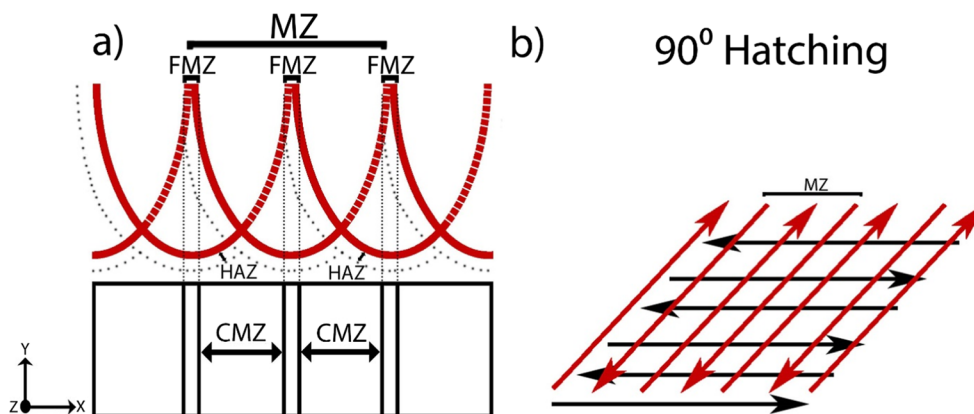 a)
MZ
FMZ FMZ FMZ
HAZ HAZ
CMZ CMZ
Y
Z X
b)
90⁰ Hatching
MZ